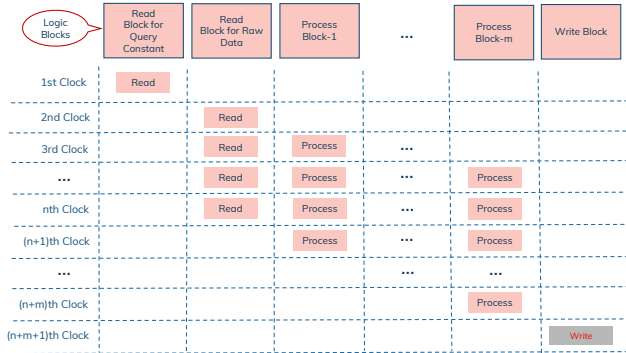 Logic
Blocks
Read
Block for
Query
Constant
Read
Block for Raw
Data
Process
Block-1
...
Process
Block-m
Write Block
1st Clock
Read
2nd Clock
Read
3rd Clock
Read
Process
...
...
Read
Process
...
Process
nth Clock
Read
Process
...
Process
(n+1)th Clock
Process
...
Process
...
...
...
(n+m)th Clock
Process
(n+m+1)th Clock
Write